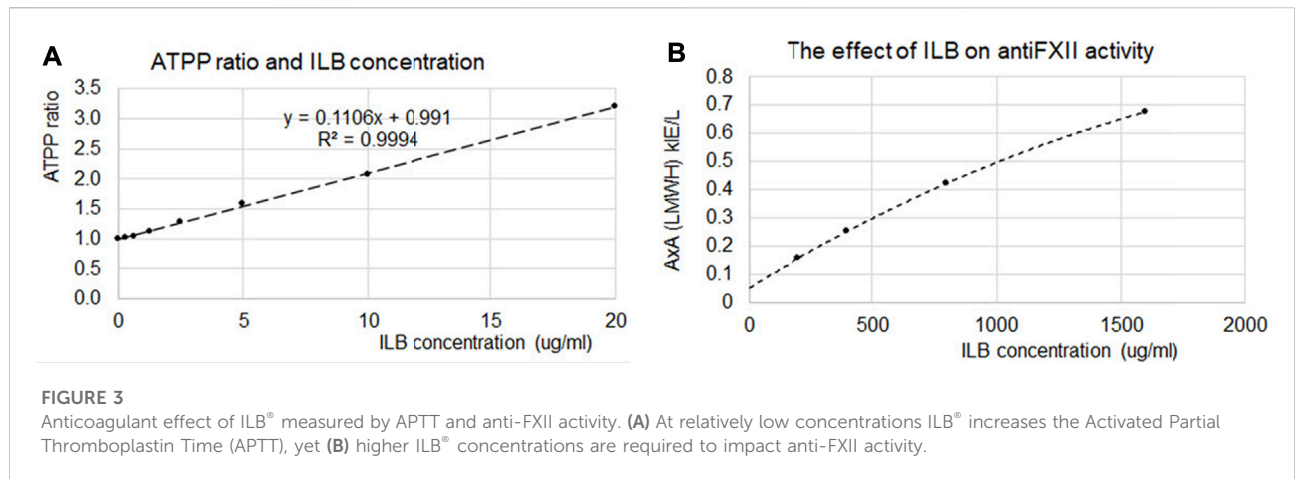 A
ATPP ratio and ILB concentration
ATPP ratio
3.5
3.0
2.5
2.0
1.5
1.0
0.5
0.0
y = 0.1106x + 0.991
R² = 0.9994
0 5 10 15 20
ILB concentration (ug/ml)
B
The effect of ILB on antiFXII activity
AxA (LMWH) kIE/L
0.8
0.7
0.6
0.5
0.4
0.3
0.2
0.1
0
0 500 1000 1500 2000
ILB concentration (ug/ml)
FIGURE 3
Anticoagulant effect of ILB® measured by APTT and anti-FXII activity. (A) At relatively low concentrations ILB® increases the Activated Partial
Thromboplastin Time (APTT), yet (B) higher ILB® concentrations are required to impact anti-FXII activity.